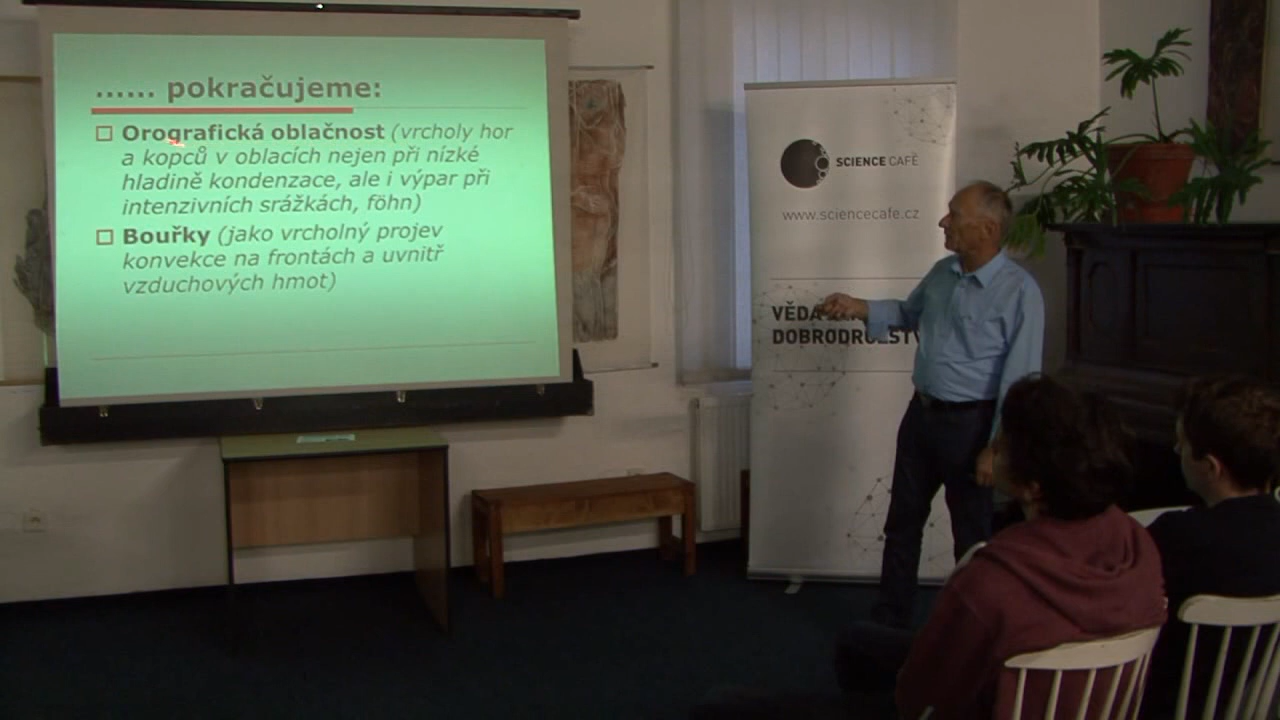 ...... pokračujeme:
Orografická oblačnost (vrcholy hor
a kopců v oblacích nejen při nízké
hladině kondenzace, ale i výpar při
intenzivních srážkách, föhn)
Bouřky (jako vrcholný projev
konvekce na frontách a uvnitř
vzduchových hmot)
SCIENCE CAFÉ
www.sciencecafe.cz
VĚDA